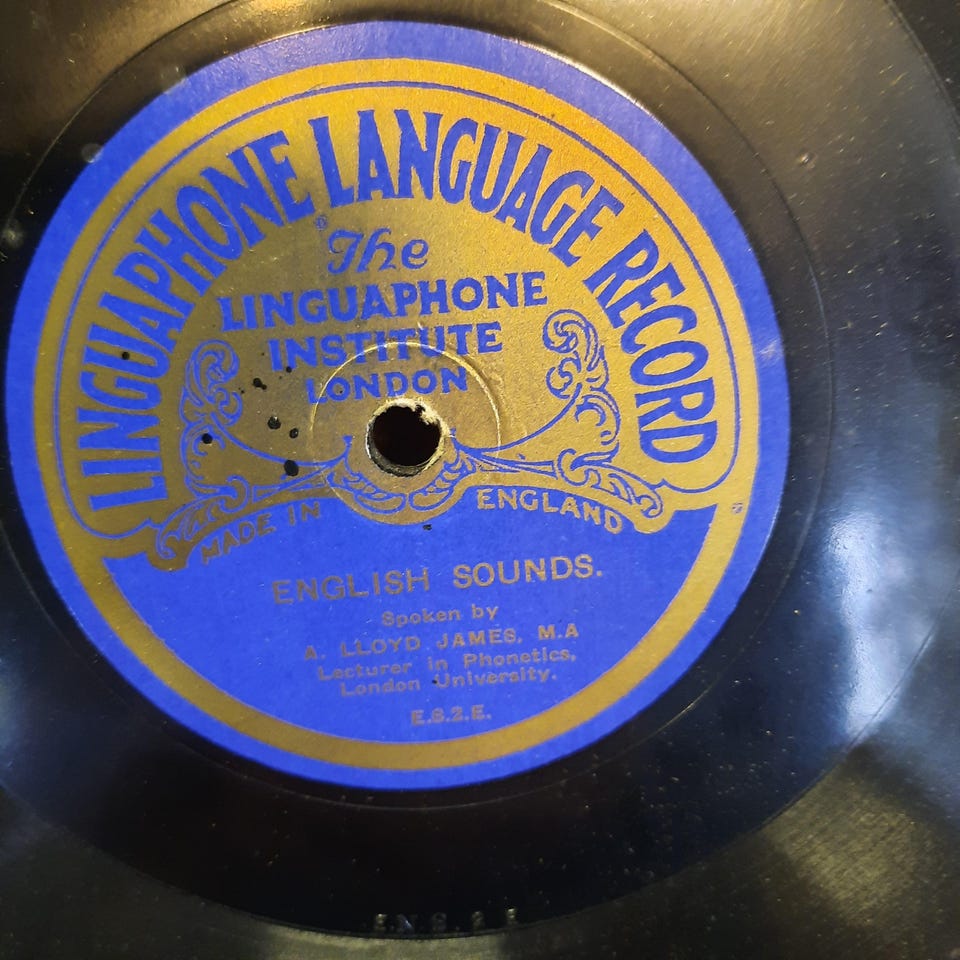 LINGUAPHONE LANGUAGE RECORD
The
LINGUAPHONE
INSTITUTE
LONDON
MADE IN ENGLAND
ENGLISH SOUNDS.
Spoken by
A. LLOYD JAMES, M.A
Lecturer in Phonetics,
London University.
E.S.2.E.